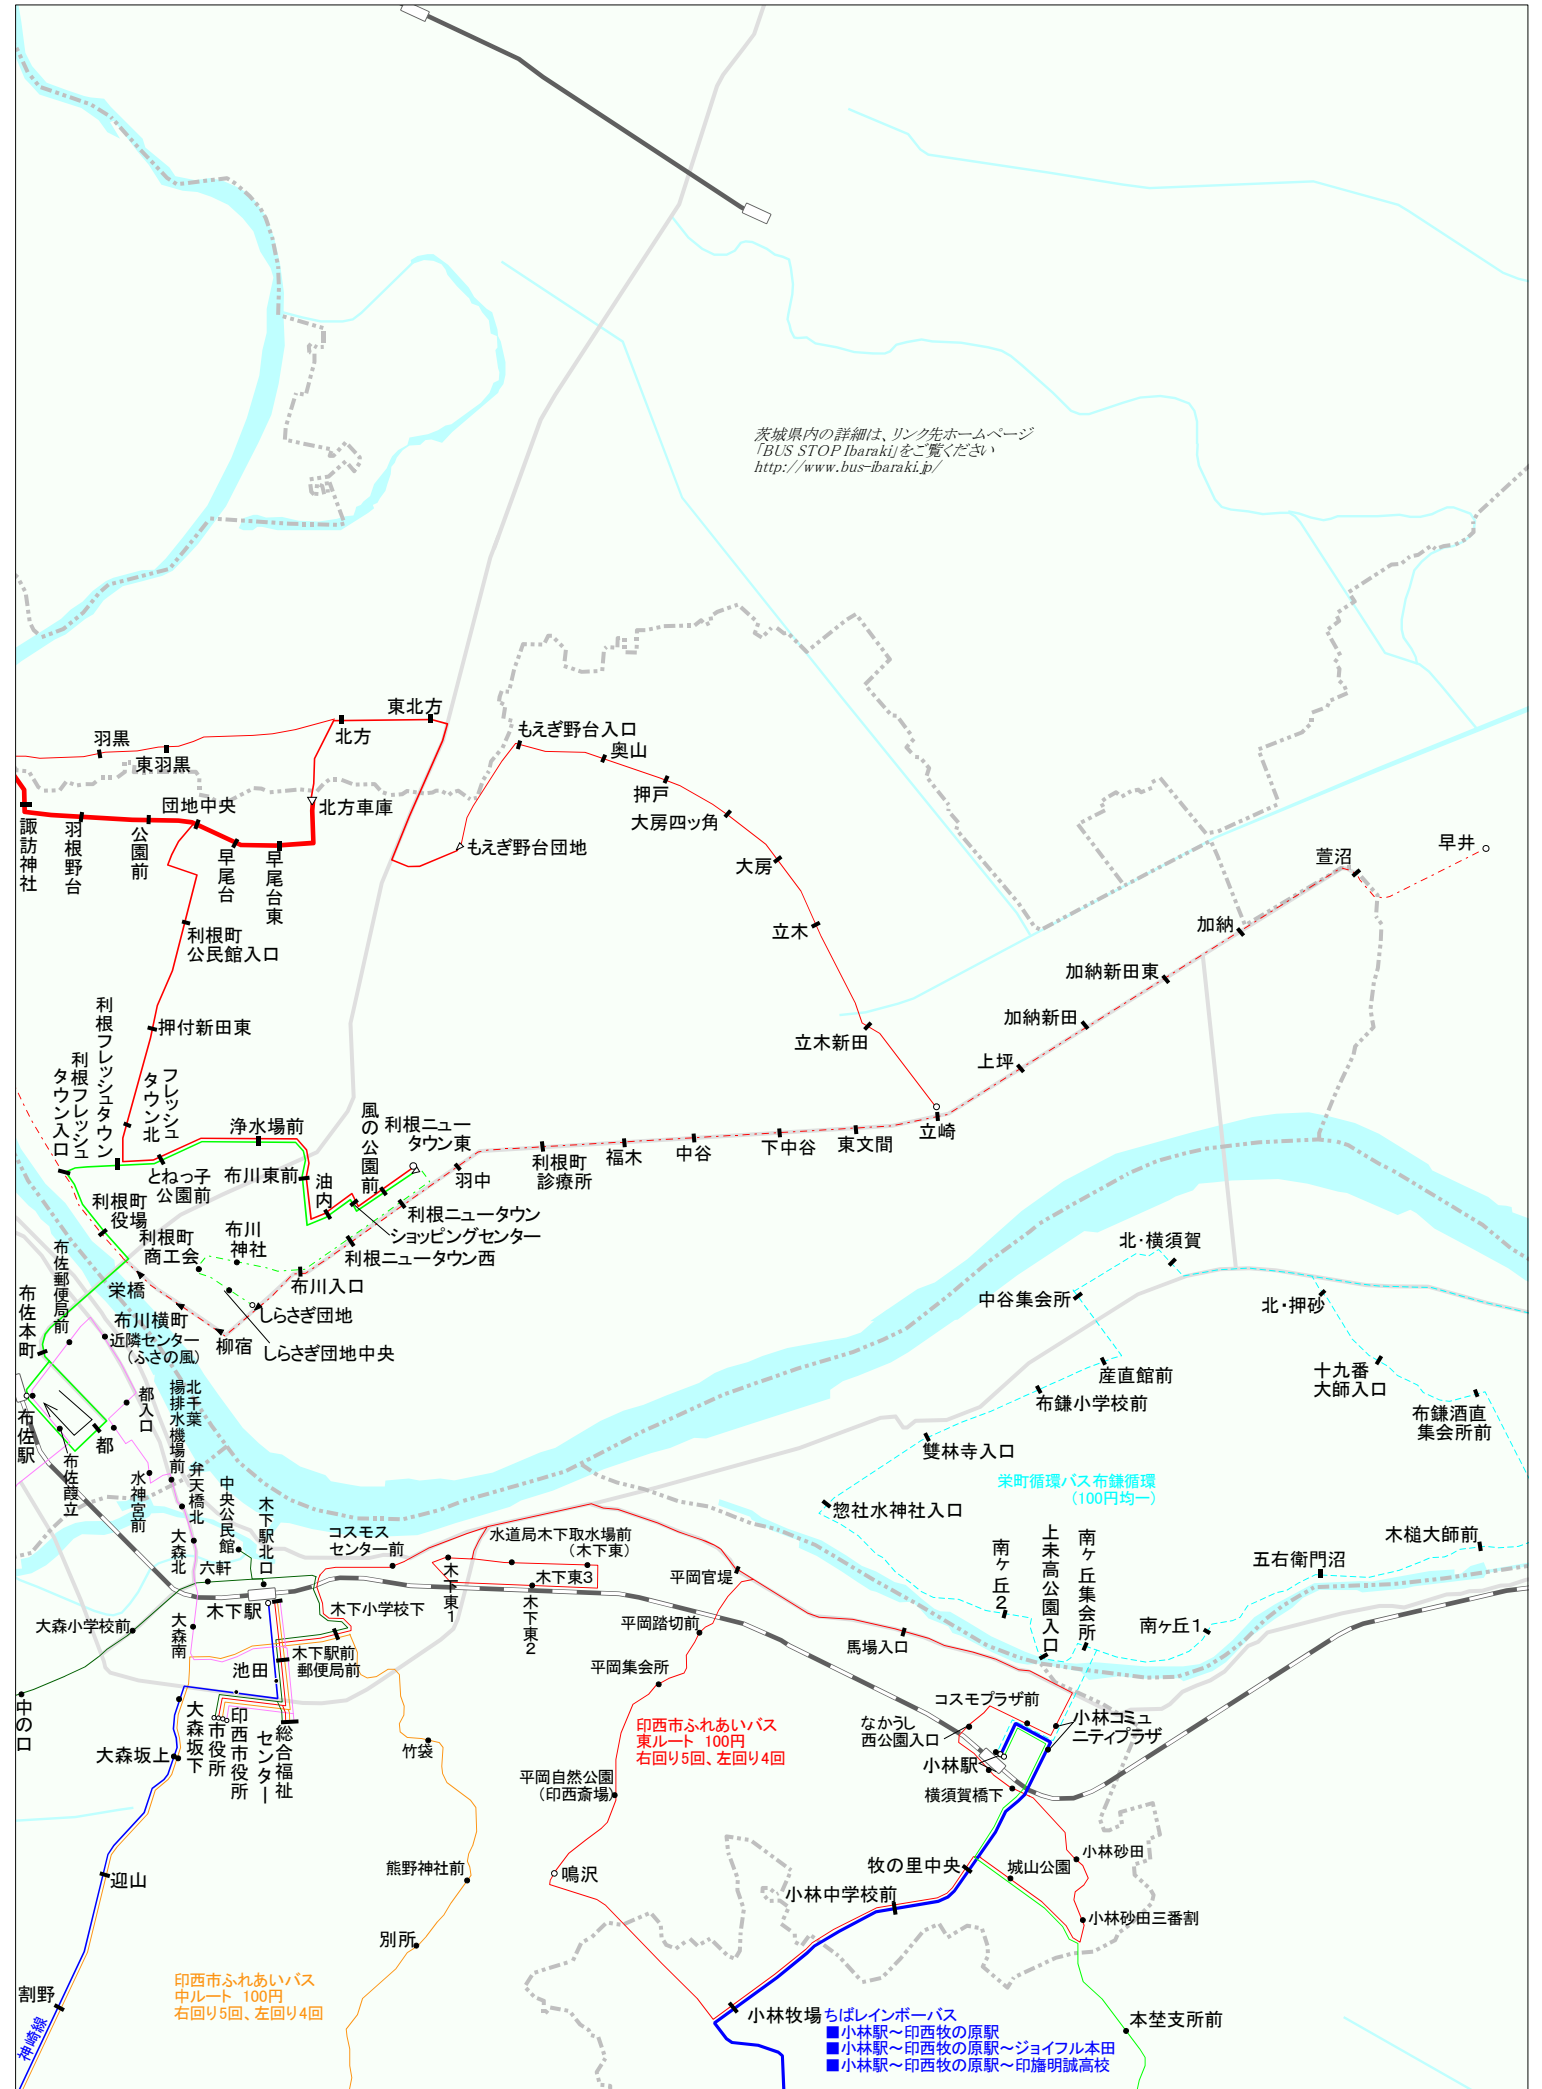 茨城県内の詳細は、リンク先ホームページ
「BUS STOP Ibaraki」をご覧ください
http://www.bus-ibaraki.jp/
東北方
北方
羽黒
東羽黒
もえぎ野台入口
奥山
押戸
大房四ッ角
大房
もえぎ野台団地
団地中央
北方車庫
諏訪神社
羽根野台
公園前
早尾台
早尾台東
萱沼
早井
立木
加納
利根町
公民館入口
加納新田東
押付新田東
立木新田
加納新田
上坪
利根フレッシュタウン
利根フレッシュ
タウン入口
フレッシュ
タウン北
浄水場前
風の公園前
利根ニュー
タウン東
立崎
東文間
下中谷
中谷
福木
利根町
診療所
羽中
とねっ子
公園前
布川東前
油内
利根町
役場
利根ニュータウン
ショッピングセンター
利根ニュータウン西
利根町
商工会
布川
神社
布川入口
布佐郵便局前
栄橋
布川横町
しらさぎ団地
柳宿
しらさぎ団地中央
近隣センター
(ふさの風)
布佐本町
布佐駅
都
都入口
布佐葭立
水神宮前
北千葉
揚排水機場前
弁天橋北
大森北
中央公民館
木下駅北口
六軒
北・横須賀
中谷集会所
北・押砂
産直館前
布鎌小学校前
十九番
大師入口
布鎌酒直
集会所前
雙林寺入口
栄町循環バス布鎌循環
(100円均一)
惣社水神社入口
コスモス
センター前
水道局木下取水場前
(木下東)
木下東3
木下東1
木下東2
平岡官堤
南ヶ丘2
上未高公園入口
南ヶ丘集会所
五右衛門沼
木槌大師前
南ヶ丘1
大森小学校前
大森南
木下駅
木下小学校下
木下駅前
郵便局前
池田
平岡踏切前
平岡集会所
馬場入口
中の口
大森坂上
大森坂下
市役所
印西市役所
総合福祉
センター
竹袋
印西市ふれあいバス
東ルート 100円
右回り5回、左回り4回
コスモプラザ前
なかうし
西公園入口
小林コミュ
ニティプラザ
小林駅
横須賀橋下
平岡自然公園
(印西斎場)
迎山
熊野神社前
鳴沢
牧の里中央
城山公園
小林砂田
小林中学校前
小林砂田三番割
別所
印西市ふれあいバス
中ルート 100円
右回り5回、左回り4回
割野
神崎線
小林牧場
ちばレインボーバス
■小林駅～印西牧の原駅
■小林駅～印西牧の原駅～ジョイフル本田
■小林駅～印西牧の原駅～印旛明誠高校
本埜支所前